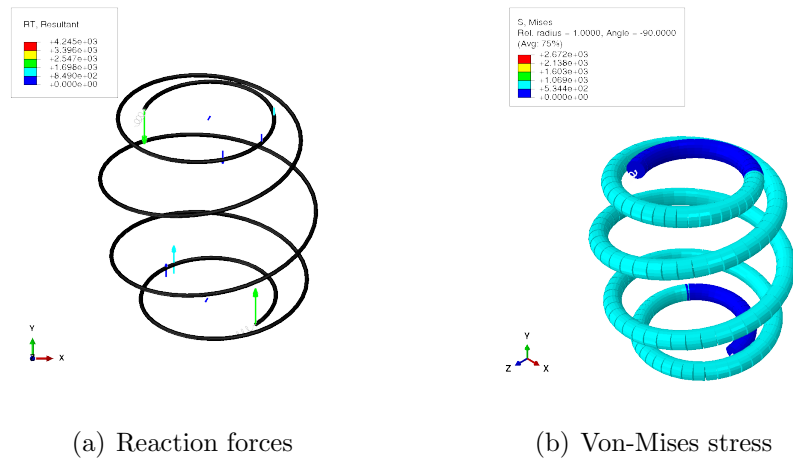 RT, Resultant
+4.245e+03
+3.396e+03
+2.547e+03
+1.698e+03
+8.490e+02
+0.000e+00
Y
Z
X
(a) Reaction forces
S, Mises
Rel. radius = 1.0000, Angle = -90.0000
(Avg: 75%)
+2.672e+03
+2.138e+03
+1.603e+03
+1.069e+03
+5.344e+02
+0.000e+00
Y
Z
X
(b) Von-Mises stress